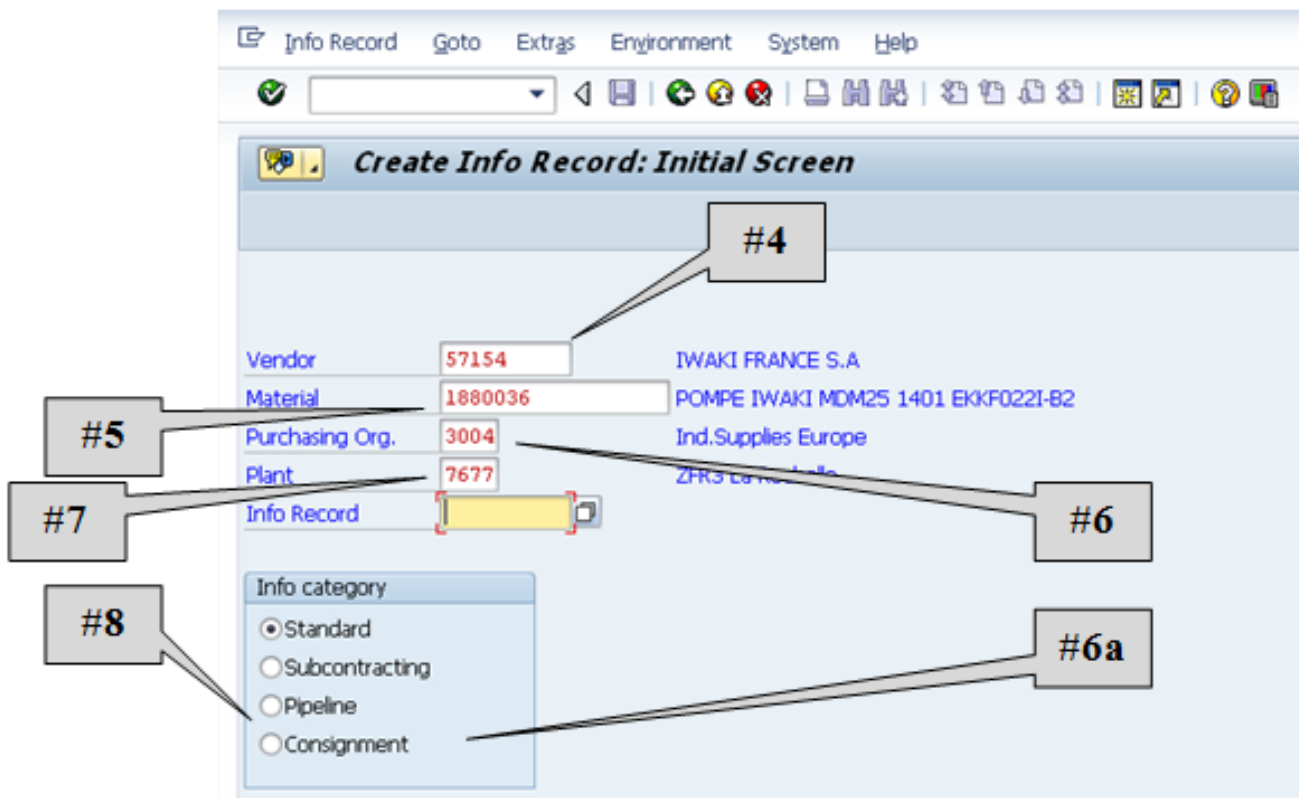 Info Record Goto Extras Environment System Help
Create Info Record: Initial Screen
#4
Vendor 57154 IWAKI FRANCE S.A
Material 1880036 POMPE IWAKI MDM25 1401 EKKF022I-B2
#5
Purchasing Org. 3004 Ind.Supplies Europe
Plant 7677 ZFRS La
#7
Info Record
#6
Info category
#8
Standard
#6a
Subcontracting
Pipeline
Consignment